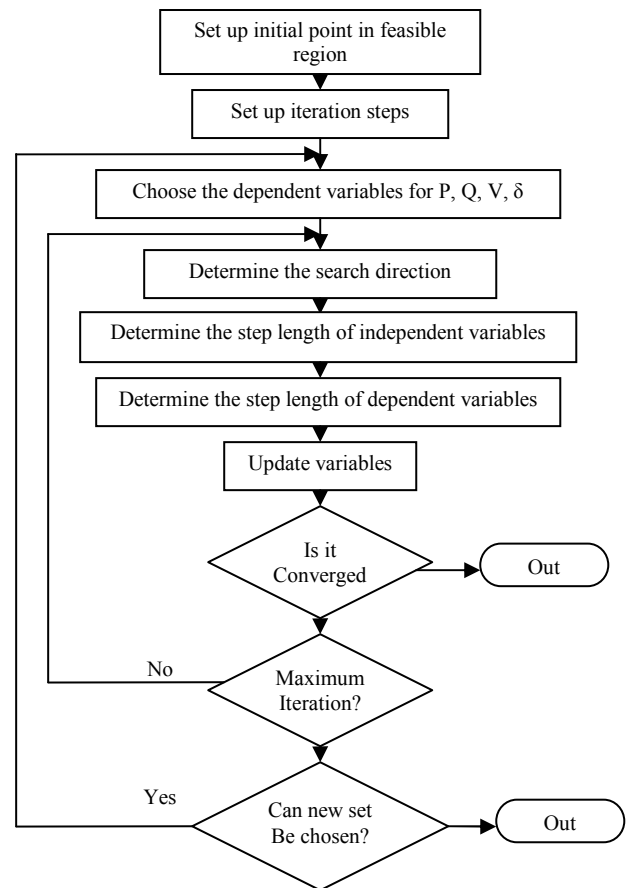 Set up initial point in feasible
region
Set up iteration steps
Choose the dependent variables for P, Q, V, δ
Determine the search direction
Determine the step length of independent variables
Determine the step length of dependent variables
Update variables
Is it
Converged
Out
No
Maximum
Iteration?
Yes
Can new set
Be chosen?
Out